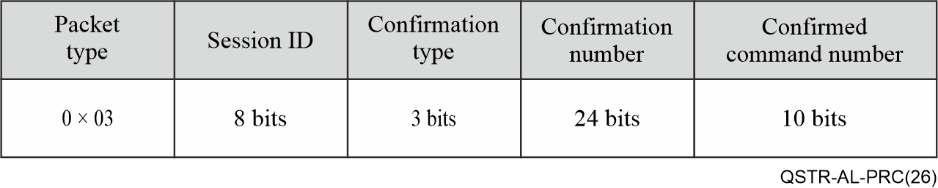 Packet type
Session ID
Confirmation type
Confirmation number
Confirmed command number
0 × 03
8 bits
3 bits
24 bits
10 bits
QSTR-AL-PRC(26)